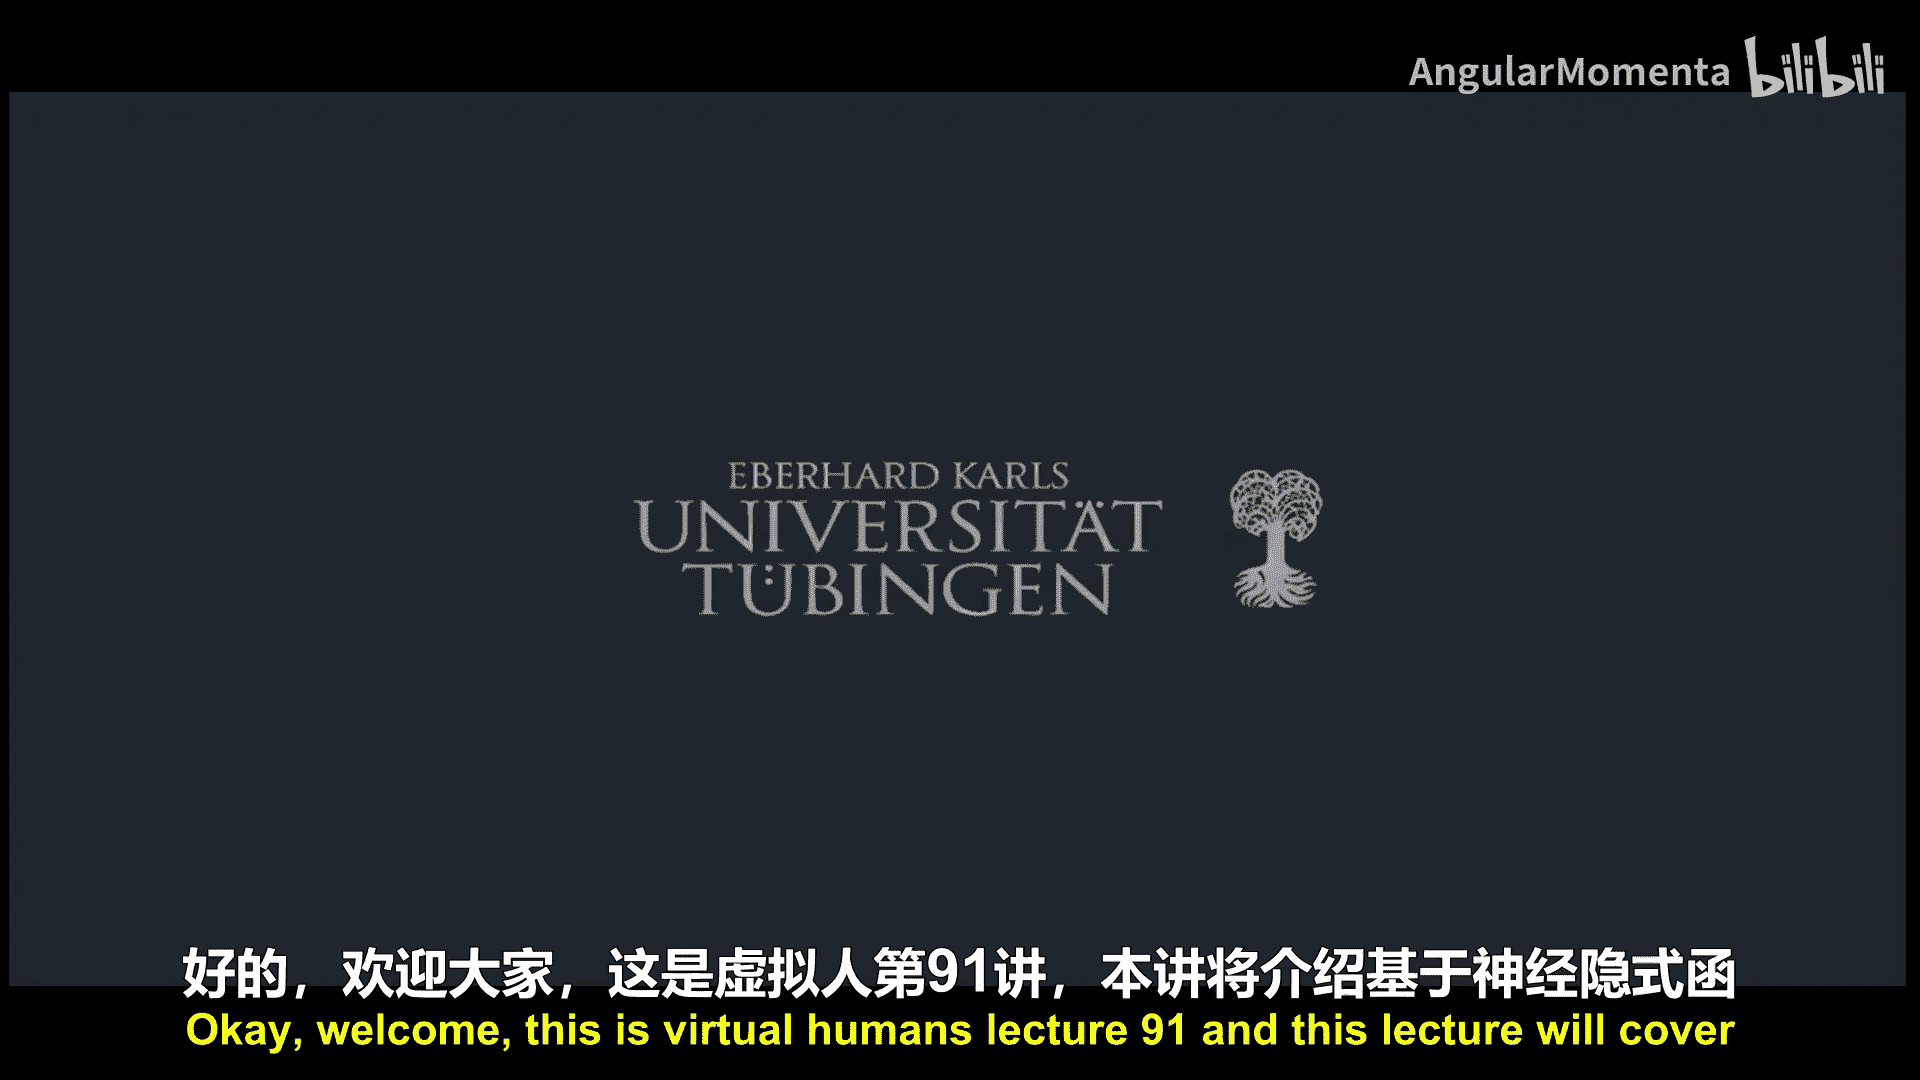 AngularMomenta bilibili
EBERHARD KARLS
UNIVERSITÄT
TÜBINGEN
好的，欢迎大家，这是虚拟人第91讲，本讲将介绍基于神经隐式函
Okay, welcome, this is virtual humans lecture 91 and this lecture will cover